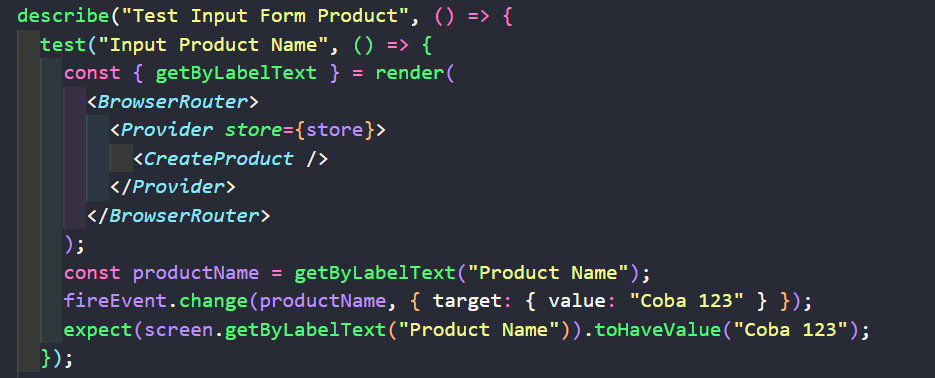 describe("Test Input Form Product", () => {
  test("Input Product Name", () => {
    const { getByLabelText } = render(
      <BrowserRouter>
        <Provider store={store}>
          <CreateProduct />
        </Provider>
      </BrowserRouter>
    );
    const productName = getByLabelText("Product Name");
    fireEvent.change(productName, { target: { value: "Coba 123" } });
    expect(screen.getByLabelText("Product Name")).toHaveValue("Coba 123");
  });